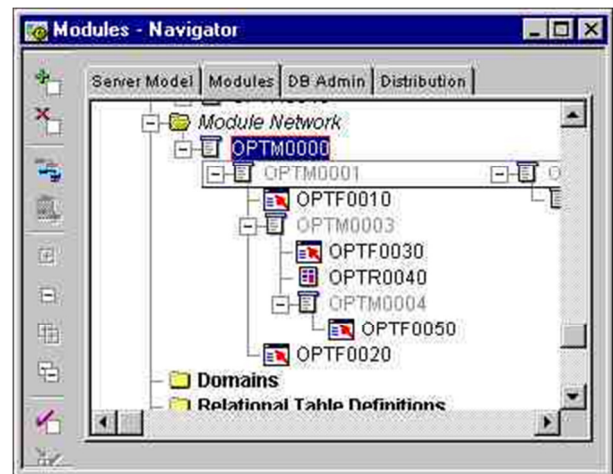 Modules - Navigator
Server Model Modules DB Admin Distribution
Module Network
OPTM0000
OPTM0001
OPTF0010
OPTM0003
OPTF0030
OPTR0040
OPTM0004
OPTF0050
OPTF0020
Domains
Relational Table Definitions